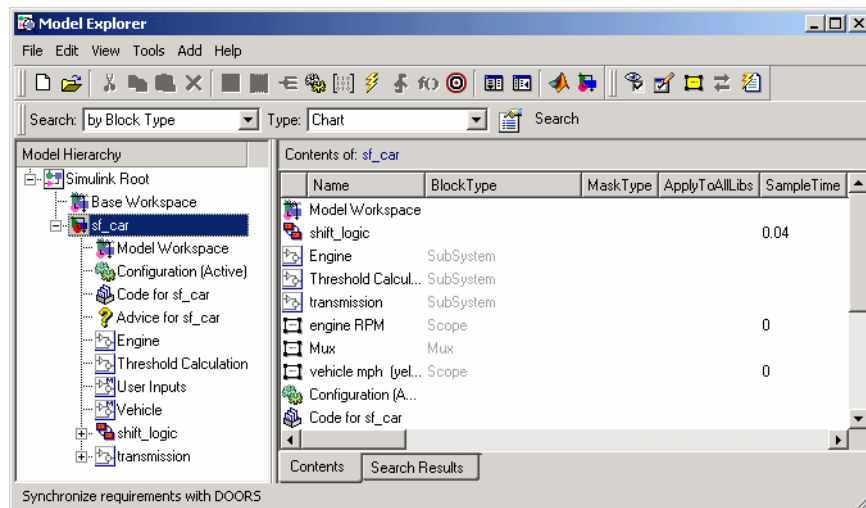 Model Explorer
File Edit View Tools Add Help
Search: by Block Type Type: Chart Search
Model Hierarchy
Simulink Root
Base Workspace
sf_car
Model Workspace
Configuration (Active)
Code for sf_car
Advice for sf_car
Engine
Threshold Calculation
User Inputs
Vehicle
shift_logic
transmission
Contents of: sf_car
Name BlockType MaskType ApplyToAllLibs SampleTime
Model Workspace
shift_logic 0.04
Engine SubSystem
Threshold Calcul... SubSystem
transmission SubSystem
engine RPM Scope 0
Mux Mux
vehicle mph (yel... Scope 0
Configuration (A...
Code for sf_car
Contents Search Results
Synchronize requirements with DOORS